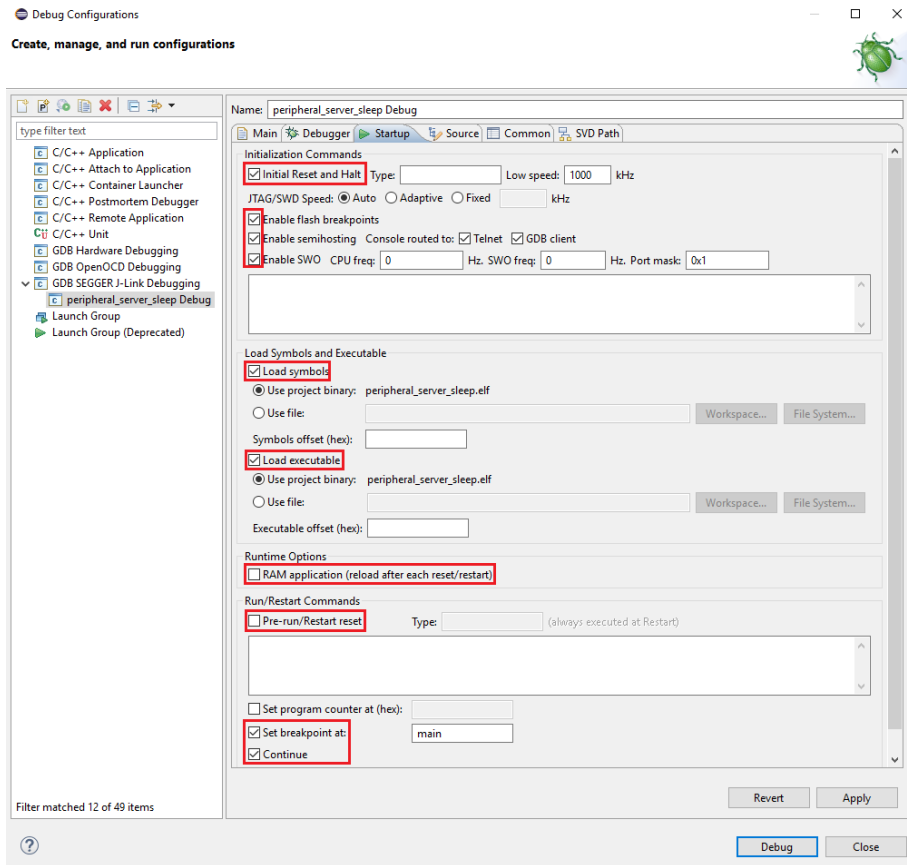 Debug Configurations
Create, manage, and run configurations
type filter text
C/C++ Application
C/C++ Attach to Application
C/C++ Container Launcher
C/C++ Postmortem Debugger
C/C++ Remote Application
C/C++ Unit
GDB Hardware Debugging
GDB OpenOCD Debugging
GDB SEGGER J-Link Debugging
peripheral_server_sleep Debug
Launch Group
Launch Group (Deprecated)
Filter matched 12 of 49 items
Name: peripheral_server_sleep Debug
Main Debugger Startup Source Common SVD Path
Initialization Commands
Initial Reset and Halt Type: Low speed: 1000 kHz
JTAG/SWD Speed: Auto Adaptive Fixed kHz
Enable flash breakpoints
Enable semihosting Console routed to: Telnet GDB client
Enable SWO CPU freq: 0 Hz. SWO freq: 0 Hz. Port mask: 0x1
Load Symbols and Executable
Load symbols
Use project binary: peripheral_server_sleep.elf
Use file: Workspace... File System...
Symbols offset (hex):
Load executable
Use project binary: peripheral_server_sleep.elf
Use file: Workspace... File System...
Executable offset (hex):
Runtime Options
RAM application (reload after each reset/restart)
Run/Restart Commands
Pre-run/Restart reset Type: (always executed at Restart)
Set program counter at (hex):
Set breakpoint at: main
Continue
Revert Apply
Debug Close